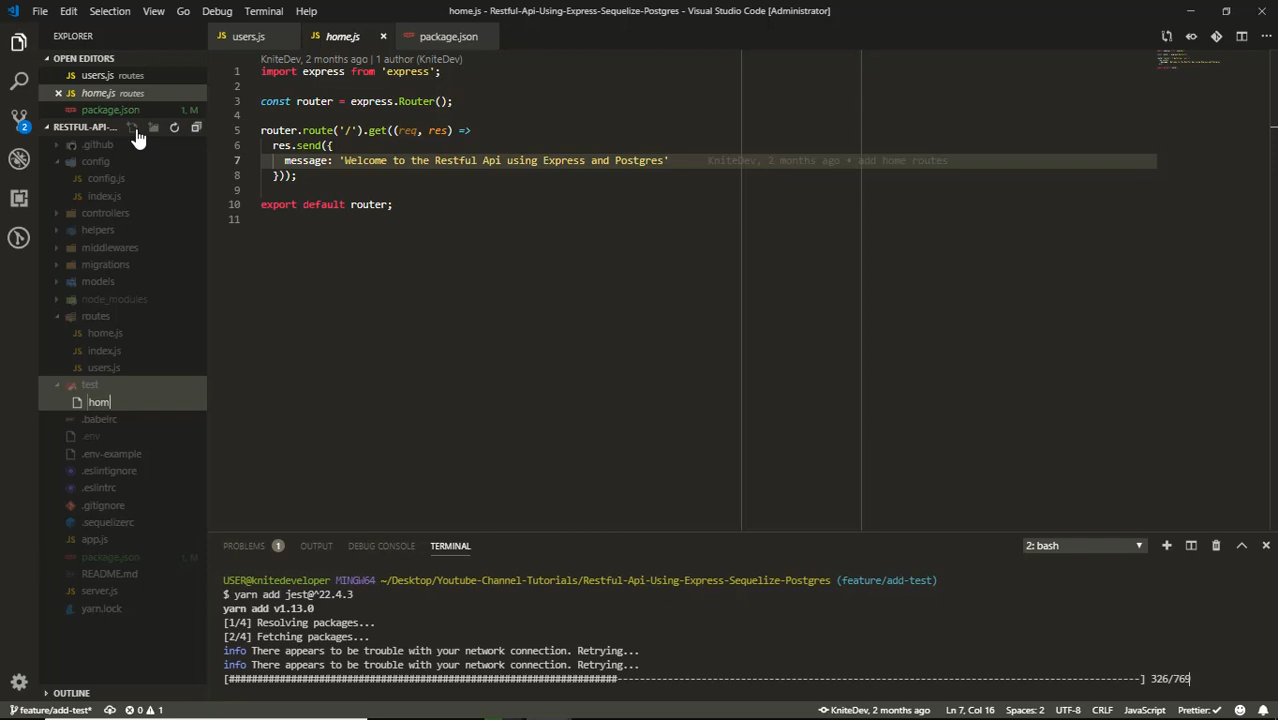 File Edit Selection View Go Debug Terminal Help
home.js - Restful-Api-Using-Express-Sequelize-Postgres - Visual Studio Code [Administrator]
EXPLORER
users.js
home.js
package.json
OPEN EDITORS
users.js routes
home.js routes
package.json 1, M
RESTFUL-API-...
.github
config
config.js
index.js
controllers
helpers
middlewares
migrations
models
node_modules
routes
home.js
index.js
users.js
test
hom
.babelrc
.env
.env-example
.eslintignore
.eslintrc
.gitignore
.sequelizerc
app.js
package.json 1, M
README.md
server.js
yarn.lock
OUTLINE
2
KniteDev, 2 months ago | 1 author (KniteDev)
1 import express from 'express';
2
3 const router = express.Router();
4
5 router.route('/').get((req, res) =>
6 res.send({
7 message: 'Welcome to the Restful Api using Express and Postgres' KniteDev, 2 months ago • add home routes
8 }));
9
10 export default router;
11
PROBLEMS 1 OUTPUT DEBUG CONSOLE TERMINAL
2: bash
USER@knitedeveloper MINGW64 ~/Desktop/Youtube-Channel-Tutorials/Restful-Api-Using-Express-Sequelize-Postgres (feature/add-test)
$ yarn add jest@^22.4.3
yarn add v1.13.0
[1/4] Resolving packages...
[2/4] Fetching packages...
info There appears to be trouble with your network connection. Retrying...
info There appears to be trouble with your network connection. Retrying...
[##################################################################------------------------------------------------------------------------------------------] 326/769
feature/add-test* 0 1
KniteDev, 2 months ago Ln 7, Col 16 Spaces: 2 UTF-8 CRLF JavaScript Prettier: ✓